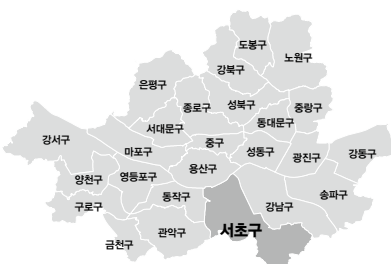 도봉구
노원구
강북구
은평구
종로구
성북구
중랑구
서대문구
동대문구
강서구
마포구
중구
성동구
광진구
강동구
양천구
영등포구
용산구
구로구
동작구
강남구
송파구
금천구
관악구
서초구